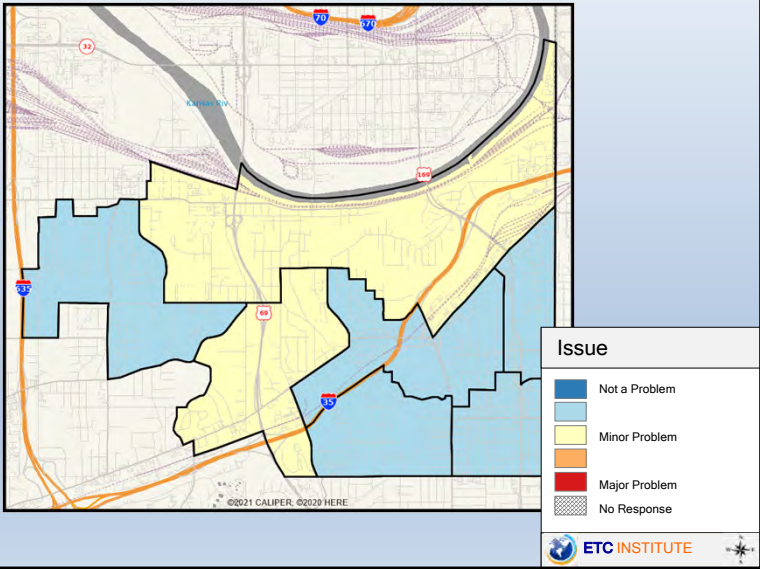 70
670
32
Kansas Riv
169
635
69
35
©2021 CALIPER, ©2020 HERE
Issue
Not a Problem
Minor Problem
Major Problem
No Response
ETC INSTITUTE